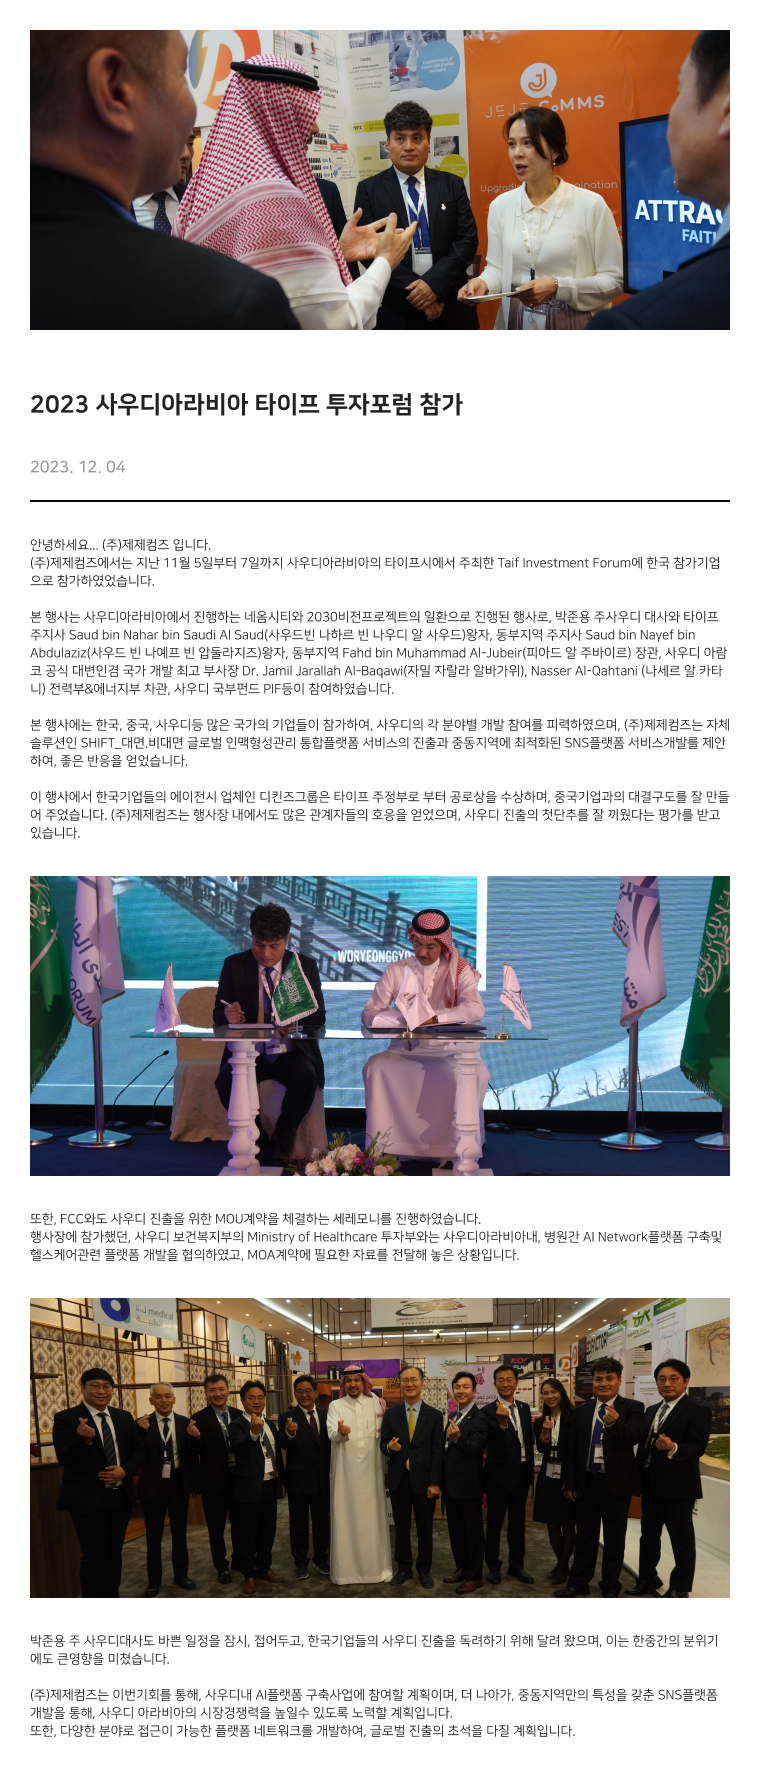 JEJE CoMMS
ATTRA
FAIT
2023 사우디아라비아 타이프 투자포럼 참가
2023. 12. 04
안녕하세요... (주)제제컴즈 입니다.
(주)제제컴즈에서는 지난 11월 5일부터 7일까지 사우디아라비아의 타이프시에서 주최한 Taif Investment Forum에 한국 참가기업
으로 참가하였었습니다.
본 행사는 사우디아라비아에서 진행하는 네옴시티와 2030비전프로젝트의 일환으로 진행된 행사로, 박준용 주사우디 대사와 타이프
주지사 Saud bin Nahar bin Saudi Al Saud(사우드빈 나하르 빈 나우디 알 사우드)왕자, 동부지역 주지사 Saud bin Nayef bin
Abdulaziz(사우드 빈 나예프 빈 압둘라지즈)왕자, 동부지역 Fahd bin Muhammad Al-Jubeir(피아드 알 주바이르) 장관, 사우디 아람
코 공식 대변인겸 국가 개발 최고 부사장 Dr. Jamil Jarallah Al-Baqawi(자밀 자랄라 알바가위), Nasser Al-Qahtani (나세르 알 카타
니) 전력부&에너지부 차관, 사우디 국부펀드 PIF등이 참여하였습니다.
본 행사에는 한국, 중국, 사우디등 많은 국가의 기업들이 참가하여, 사우디의 각 분야별 개발 참여를 피력하였으며, (주)제제컴즈는 자체
솔루션인 SHIFT_대면.비대면 글로벌 인맥형성관리 통합플랫폼 서비스의 진출과 중동지역에 최적화된 SNS플랫폼 서비스개발를 제안
하여, 좋은 반응을 얻었습니다.
이 행사에서 한국기업들의 에이전시 업체인 디킨즈그룹은 타이프 주정부로 부터 공로상을 수상하며, 중국기업과의 대결구도를 잘 만들
어 주었습니다. (주)제제컴즈는 행사장 내에서도 많은 관계자들의 호응을 얻었으며, 사우디 진출의 첫단추를 잘 끼웠다는 평가를 받고
있습니다.
WORYEONGGYO
FORUM
또한, FCC와도 사우디 진출을 위한 MOU계약을 체결하는 세레모니를 진행하였습니다.
행사장에 참가했던, 사우디 보건복지부의 Ministry of Healthcare 투자부와는 사우디아라비아내, 병원간 AI Network플랫폼 구축및
헬스케어관련 플랫폼 개발을 협의하였고, MOA계약에 필요한 자료를 전달해 놓은 상황입니다.
medical
박준용 주 사우디대사도 바쁜 일정을 잠시, 접어두고, 한국기업들의 사우디 진출을 독려하기 위해 달려 왔으며, 이는 한중간의 분위기
에도 큰영향을 미쳤습니다.
(주)제제컴즈는 이번기회를 통해, 사우디내 AI플랫폼 구축사업에 참여할 계획이며, 더 나아가, 중동지역만의 특성을 갖춘 SNS플랫폼
개발을 통해, 사우디 아라비아의 시장경쟁력을 높일수 있도록 노력할 계획입니다.
또한, 다양한 분야로 접근이 가능한 플랫폼 네트워크를 개발하여, 글로벌 진출의 초석을 다질 계획입니다.